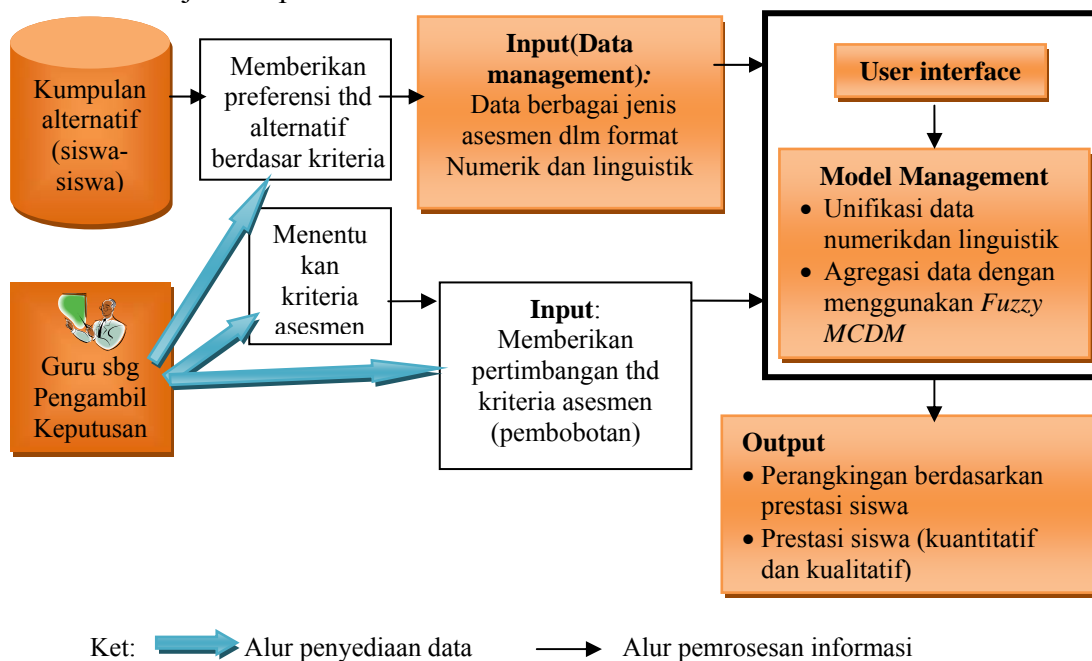 Kumpulan
alternatif
(siswa-
siswa)
Memberikan
preferensi thd
alternatif
berdasar kriteria
Input(Data
management):
Data berbagai jenis
asesmen dlm format
Numerik dan linguistik
User interface
Model Management
• Unifikasi data
numerikdan linguistik
• Agregasi data dengan
menggunakan Fuzzy
MCDM
Menentu
kan
kriteria
asesmen
Guru sbg
Pengambil
Keputusan
Input:
Memberikan
pertimbangan thd
kriteria asesmen
(pembobotan)
Output
• Perangkingan berdasarkan
prestasi siswa
• Prestasi siswa (kuantitatif
dan kualitatif)
Ket: Alur penyediaan data Alur pemrosesan informasi